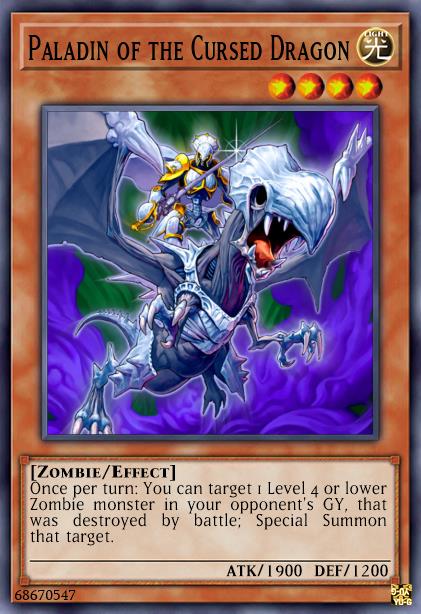 PALADIN OF THE CURSED DRAGON
LIGHT
光
[ZOMBIE/EFFECT]
Once per turn: You can target 1 Level 4 or lower
Zombie monster in your opponent's GY, that
was destroyed by battle; Special Summon
that target.
ATK/1900 DEF/1200
68670547